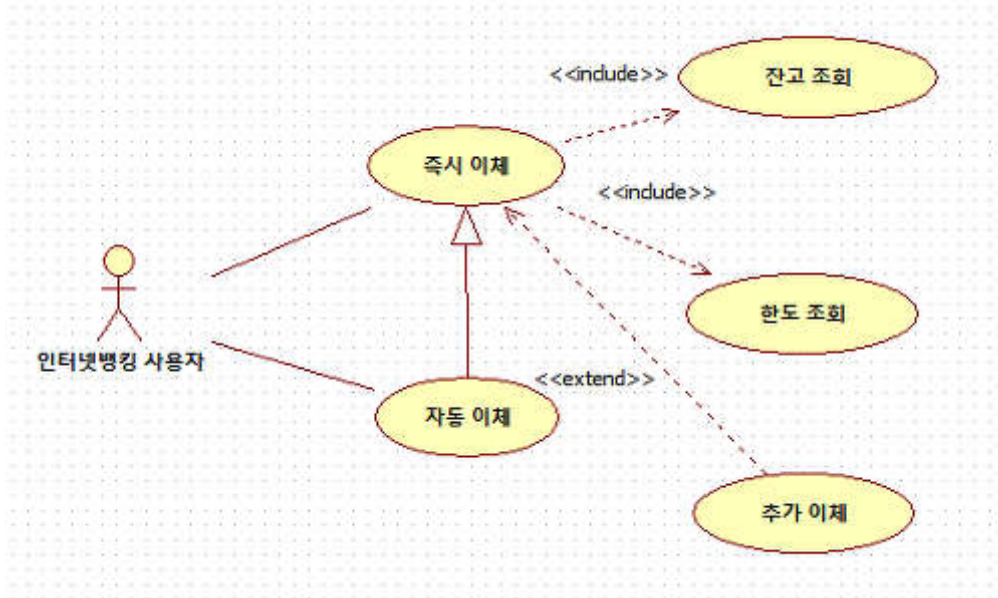 <<include>>
잔고 조회
즉시 이체
<<include>>
한도 조회
인터넷뱅킹 사용자
<<extend>>
자동 이체
추가 이체